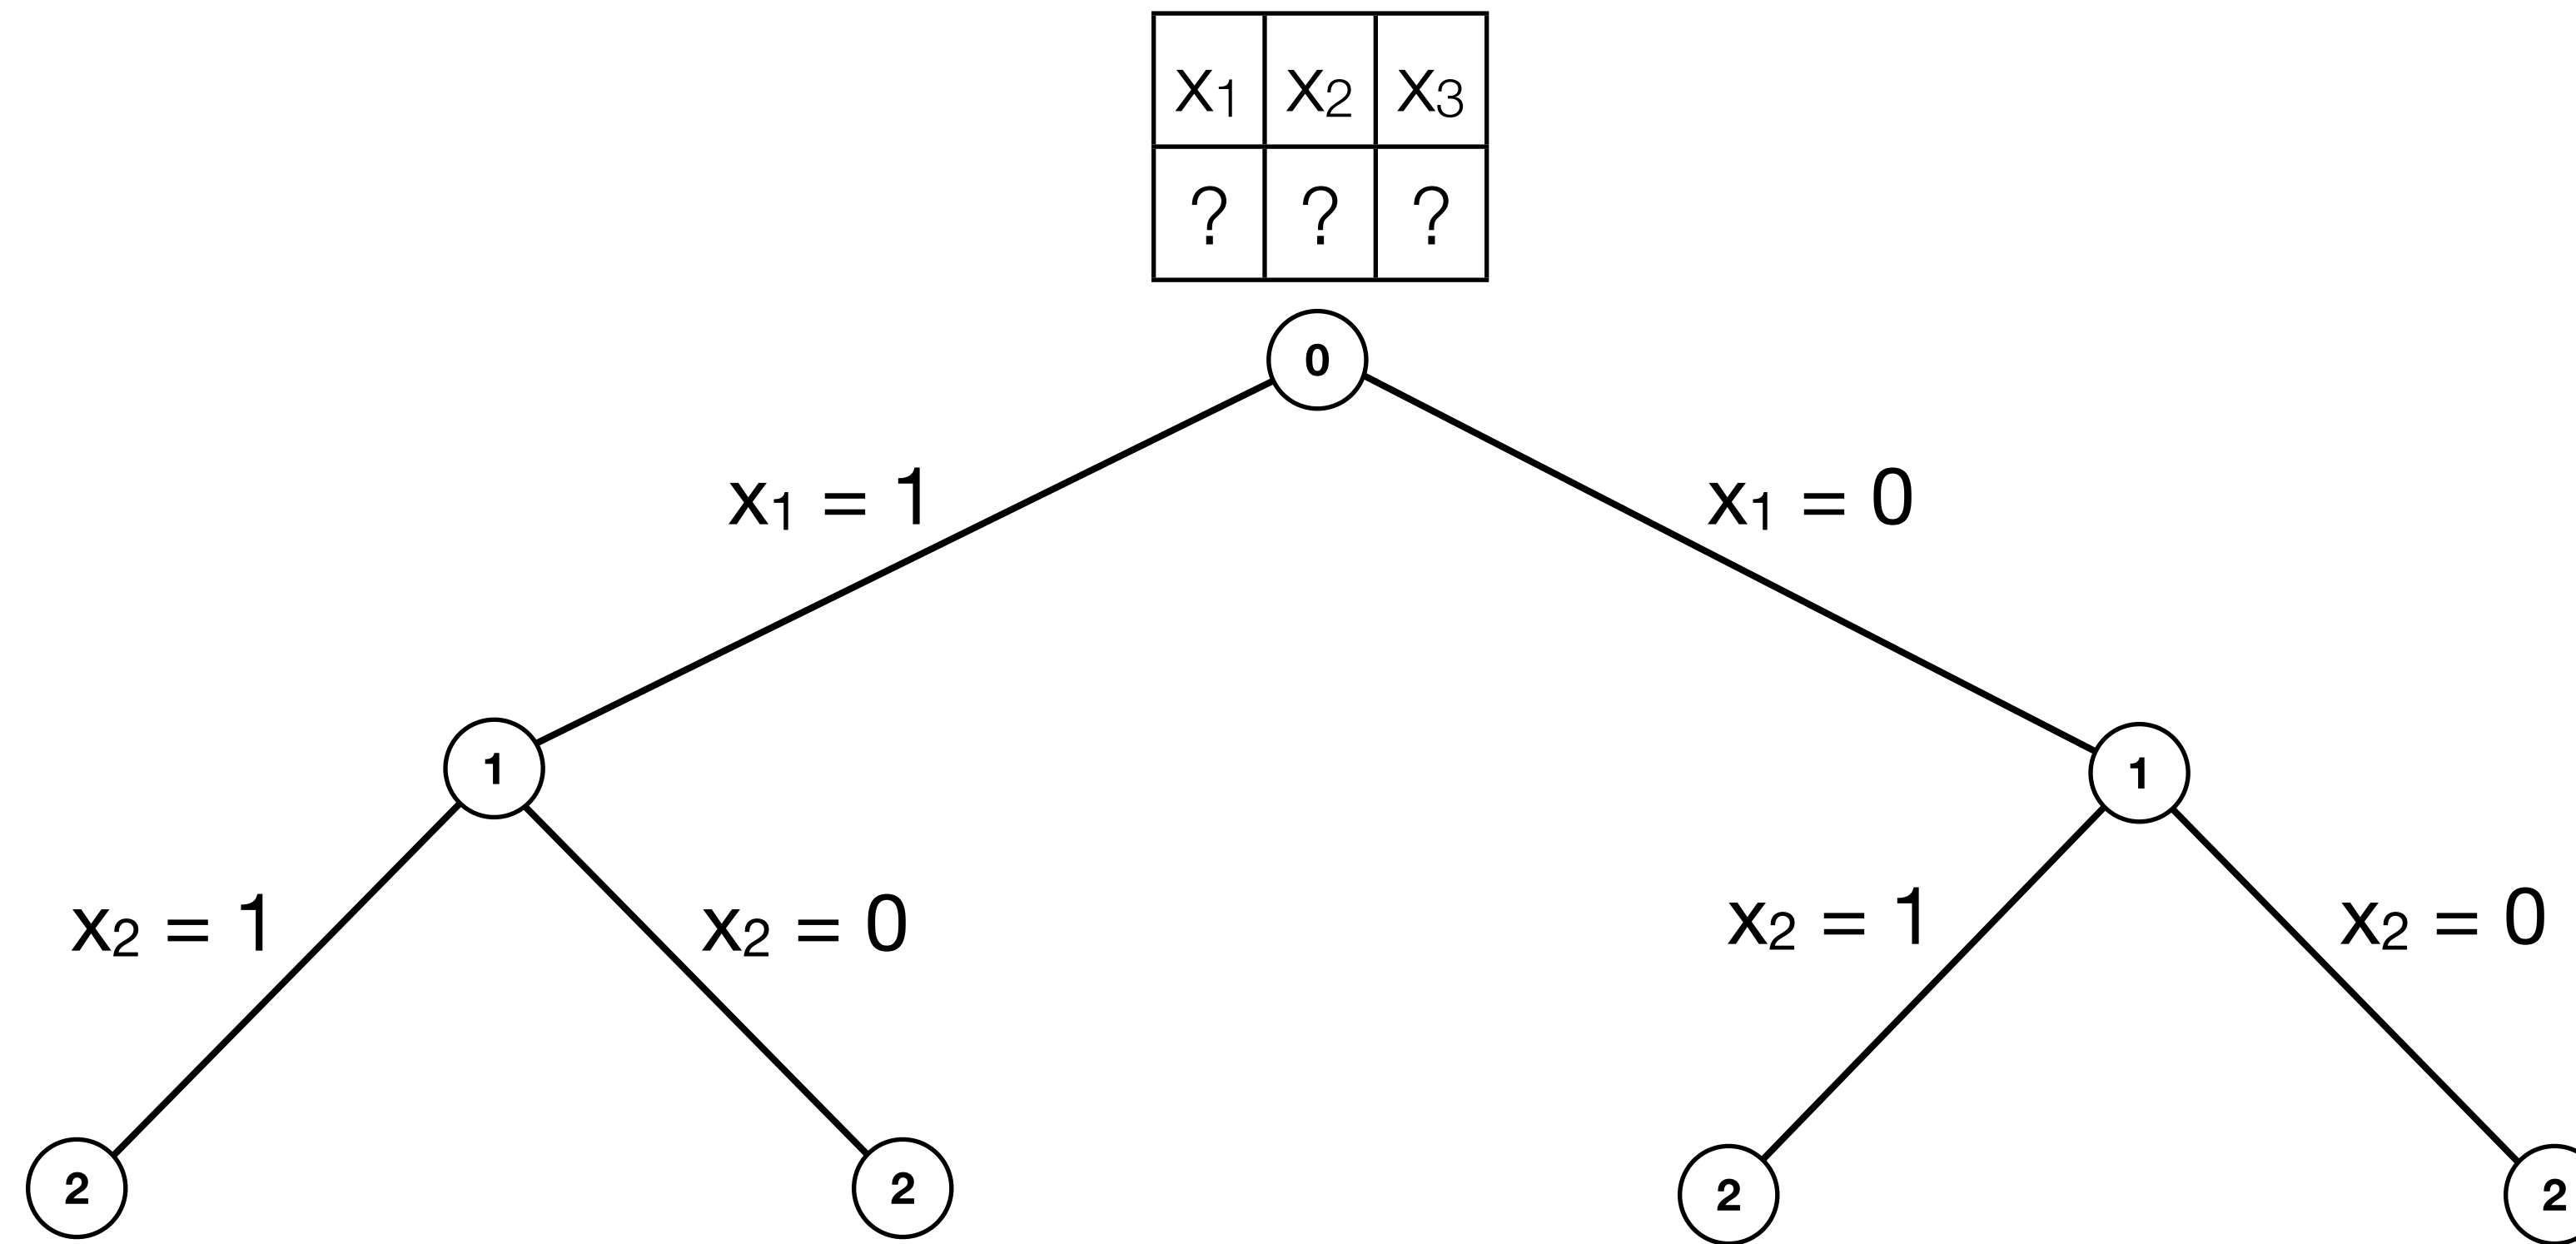 x₁ x₂ x₃
? ? ?
0
x₁ = 1 x₁ = 0
1 1
x₂ = 1 x₂ = 0 x₂ = 1 x₂ = 0
2 2 2 2